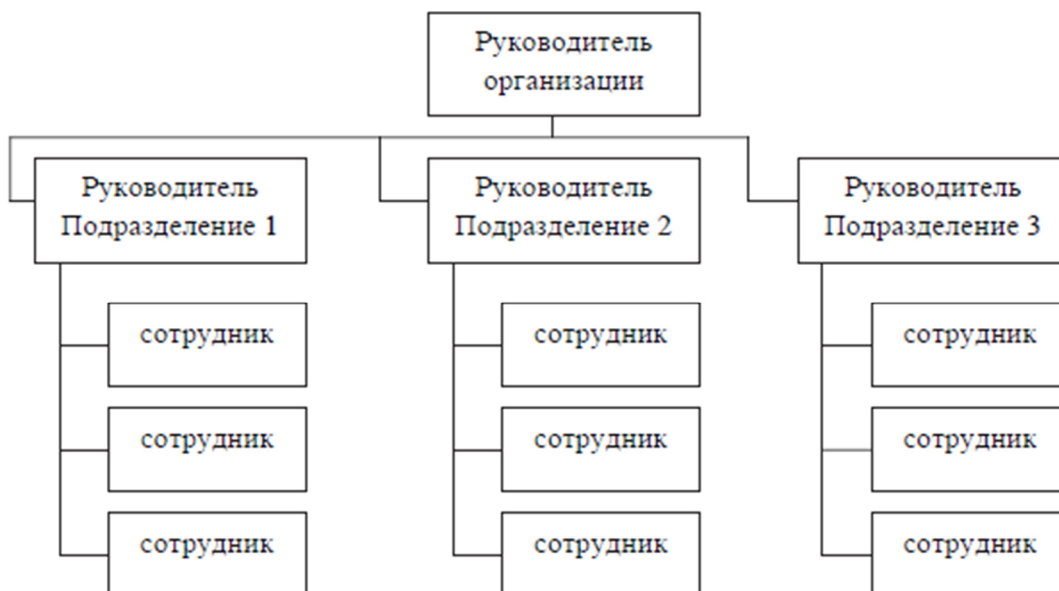 Руководитель
организации
Руководитель
Подразделение 1
Руководитель
Подразделение 2
Руководитель
Подразделение 3
сотрудник
сотрудник
сотрудник
сотрудник
сотрудник
сотрудник
сотрудник
сотрудник
сотрудник